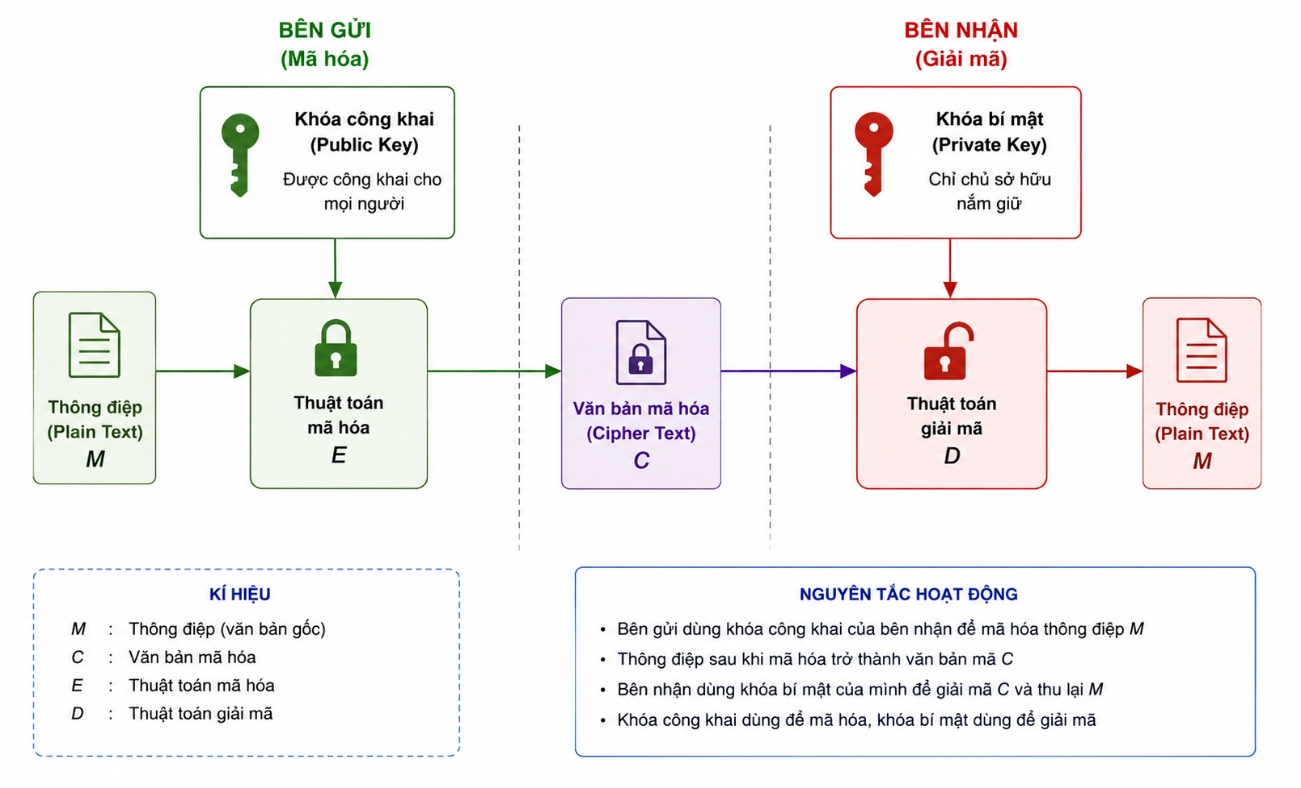 BÊN GỬI
(Mã hóa)
BÊN NHẬN
(Giải mã)
Khóa công khai
(Public Key)
Được công khai cho
mọi người
Khóa bí mật
(Private Key)
Chỉ chủ sở hữu
nắm giữ
Thông điệp
(Plain Text)
M
Thuật toán
mã hóa
E
Văn bản mã hóa
(Cipher Text)
C
Thuật toán
giải mã
D
Thông điệp
(Plain Text)
M
KÍ HIỆU
M : Thông điệp (văn bản gốc)
C : Văn bản mã hóa
E : Thuật toán mã hóa
D : Thuật toán giải mã
NGUYÊN TẮC HOẠT ĐỘNG
• Bên gửi dùng khóa công khai của bên nhận để mã hóa thông điệp M
• Thông điệp sau khi mã hóa trở thành văn bản mã C
• Bên nhận dùng khóa bí mật của mình để giải mã C và thu lại M
• Khóa công khai dùng để mã hóa, khóa bí mật dùng để giải mã